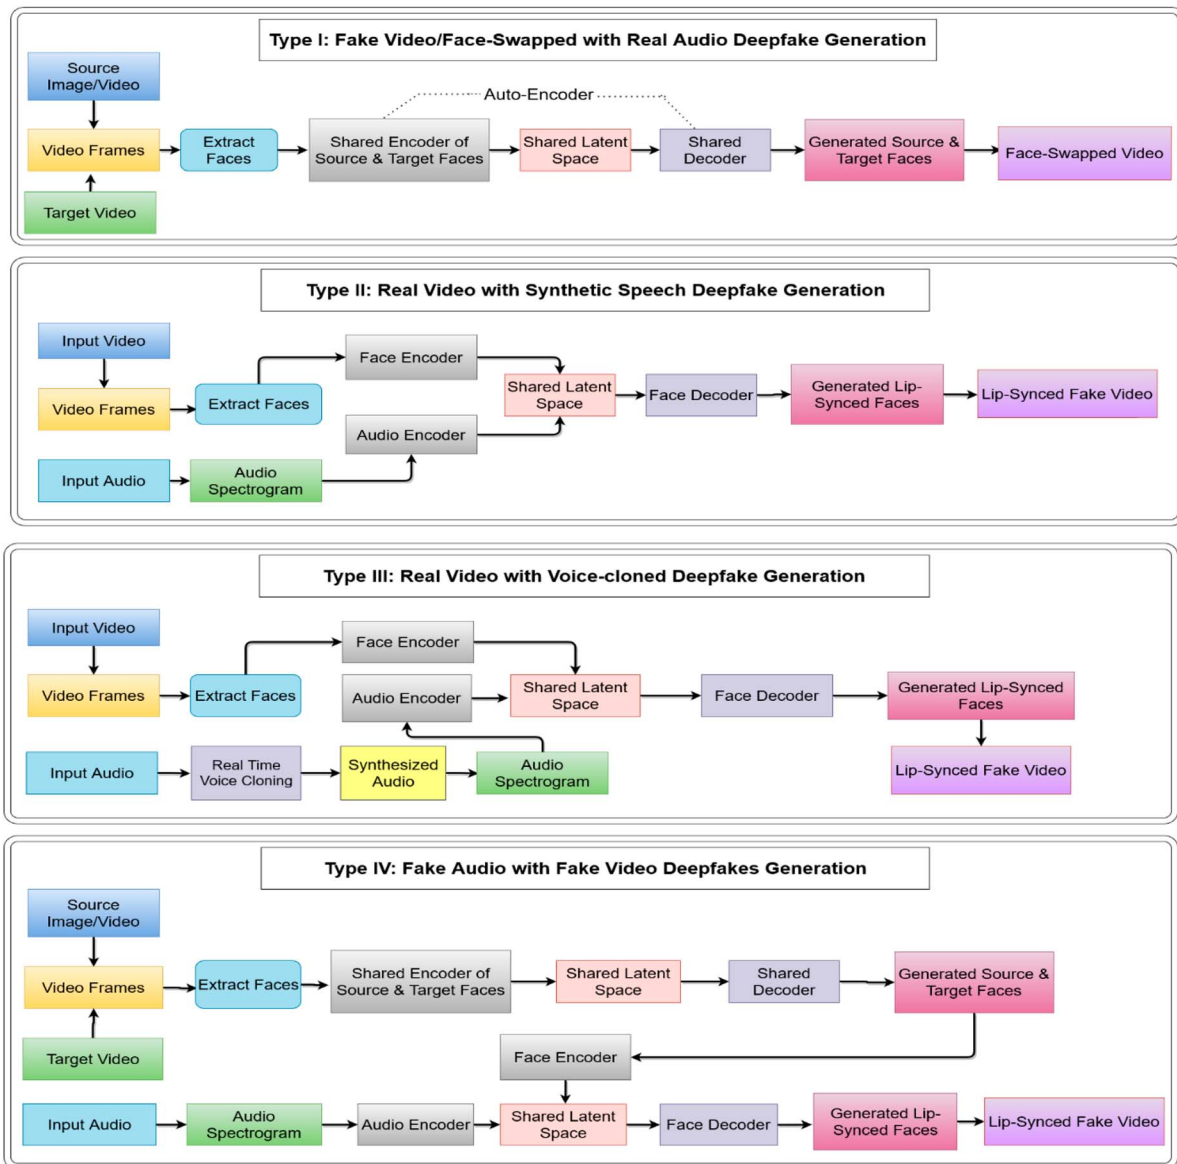 Type I: Fake Video/Face-Swapped with Real Audio Deepfake Generation
Source
Image/Video
Auto-Encoder
Video Frames
Extract
Faces
Shared Encoder of
Source & Target Faces
Shared Latent
Space
Shared
Decoder
Generated Source &
Target Faces
Face-Swapped Video
Target Video
Type II: Real Video with Synthetic Speech Deepfake Generation
Input Video
Face Encoder
Video Frames
Extract Faces
Shared Latent
Space
Face Decoder
Generated Lip-
Synced Faces
Lip-Synced Fake Video
Audio Encoder
Input Audio
Audio
Spectrogram
Type III: Real Video with Voice-cloned Deepfake Generation
Input Video
Face Encoder
Video Frames
Extract Faces
Audio Encoder
Shared Latent
Space
Face Decoder
Generated Lip-Synced
Faces
Input Audio
Real Time
Voice Cloning
Synthesized
Audio
Audio
Spectrogram
Lip-Synced Fake Video
Type IV: Fake Audio with Fake Video Deepfakes Generation
Source
Image/Video
Video Frames
Extract Faces
Shared Encoder of
Source & Target Faces
Shared Latent
Space
Shared
Decoder
Generated Source &
Target Faces
Target Video
Face Encoder
Input Audio
Audio
Spectrogram
Audio Encoder
Shared Latent
Space
Face Decoder
Generated Lip-
Synced Faces
Lip-Synced Fake Video